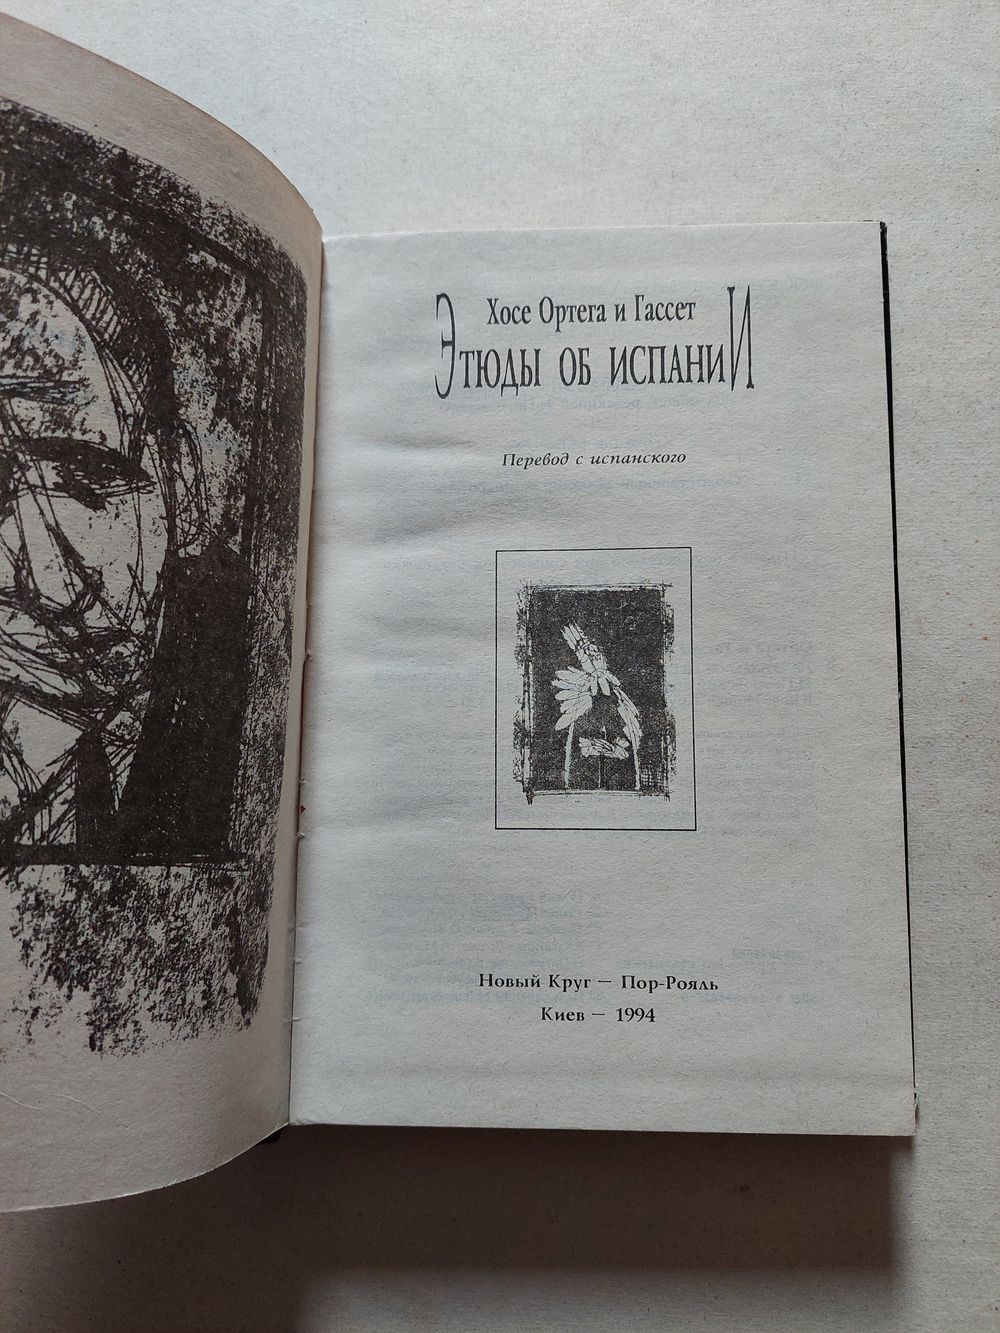 Хосе Ортега и Гассет
ЭТЮДЫ ОБ ИСПАНИИ
Перевод с испанского
Новый Круг — Пор-Рояль
Киев — 1994